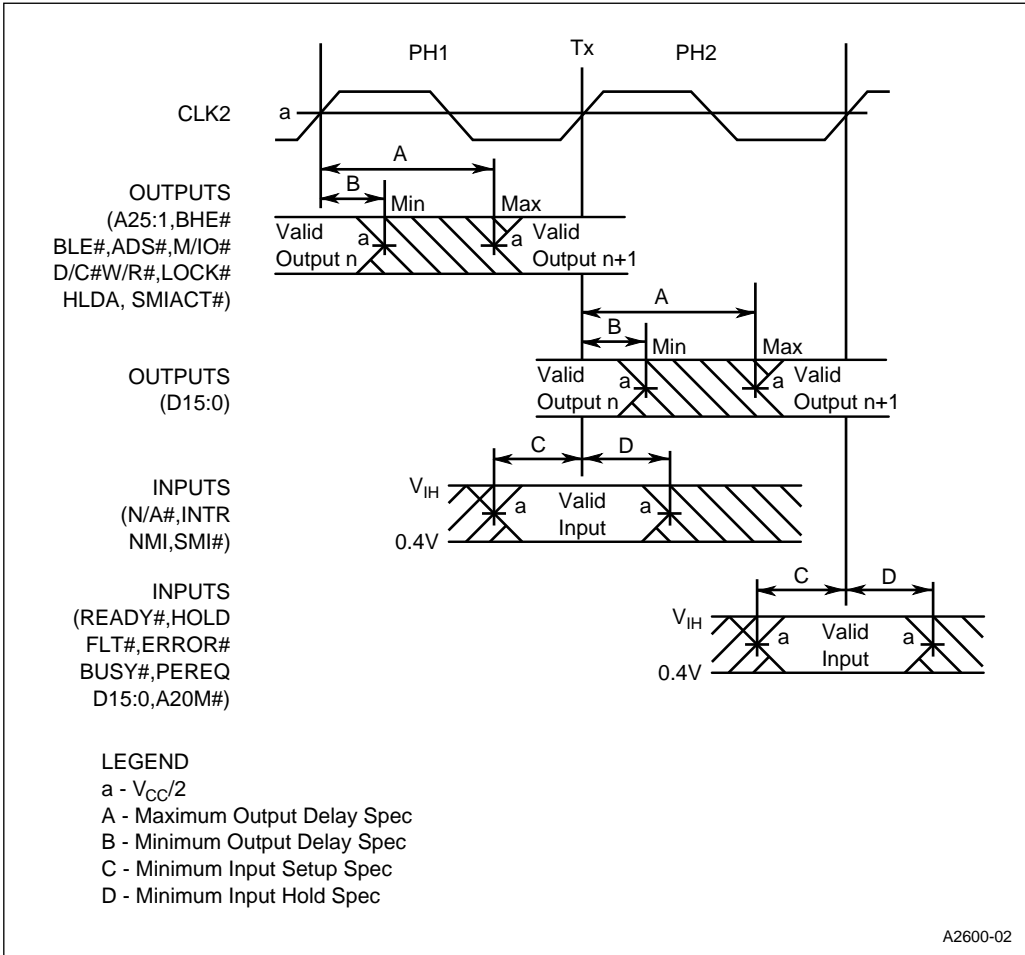 PH1 Tx PH2
CLK2 a
A
B
OUTPUTS
(A25:1,BHE#
BLE#,ADS#,M/IO#
D/C#W/R#,LOCK#
HLDA, SMIACT#)
Min Max
Valid a a Valid
Output n Output n+1
A
B
Min Max
OUTPUTS
(D15:0)
Valid a a Valid
Output n Output n+1
C D
INPUTS
(N/A#,INTR
NMI,SMI#)
VIH
a Valid a
Input
0.4V
C D
INPUTS
(READY#,HOLD
FLT#,ERROR#
BUSY#,PEREQ
D15:0,A20M#)
VIH
a Valid a
Input
0.4V
LEGEND
a - VCC/2
A - Maximum Output Delay Spec
B - Minimum Output Delay Spec
C - Minimum Input Setup Spec
D - Minimum Input Hold Spec
A2600-02